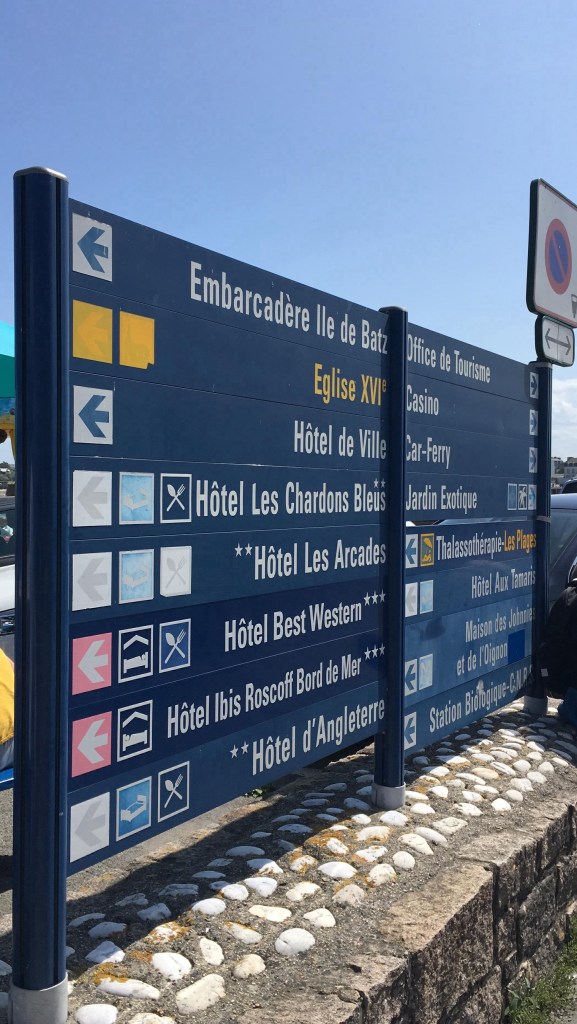 Embarcadère Ile de Batz
Eglise XVIe
Hôtel de Ville
Hôtel Les Chardons Bleus**
**Hôtel Les Arcades
Hôtel Best Western***
Hôtel Ibis Roscoff Bord de Mer***
**Hôtel d'Angleterre
Office de Tourisme
Casino
Car-Ferry
Jardin Exotique
Thalassothérapie-Les Plages
Hôtel Aux Tamaris
Maison des Johnnies
et de l'Oignon
Station Biologique-C.N.R.S